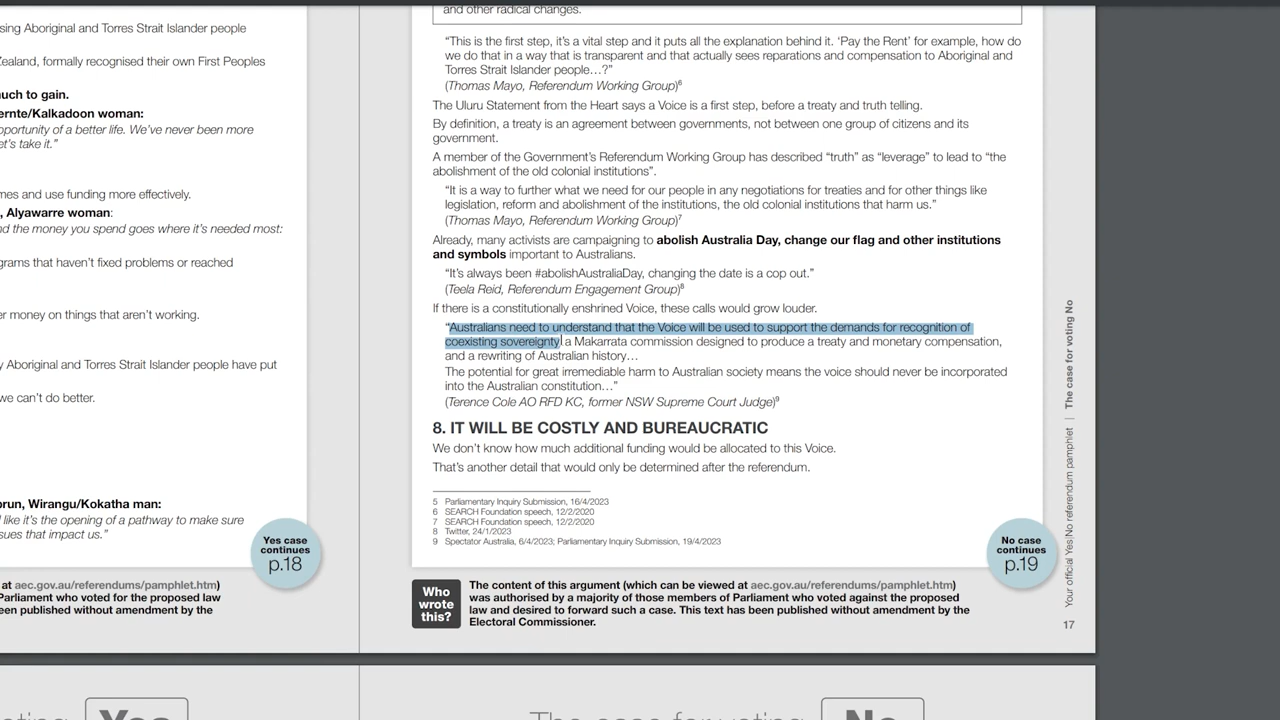 sing Aboriginal and Torres Strait Islander people
Zealand, formally recognised their own First Peoples
much to gain.
ernte/Kalkadoon woman:
opportunity of a better life. We've never been more
et's take it."
mes and use funding more effectively.
, Alyawarre woman:
nd the money you spend goes where it's needed most:
grams that haven't fixed problems or reached
er money on things that aren't working.
y Aboriginal and Torres Strait Islander people have put
we can't do better.
prun, Wirangu/Kokatha man:
l like it's the opening of a pathway to make sure
sues that impact us."
Yes case
continues
p.18
at aec.gov.au/referendums/pamphlet.htm)
Parliament who voted for the proposed law
een published without amendment by the
and other radical changes.
"This is the first step, it's a vital step and it puts all the explanation behind it. 'Pay the Rent' for example, how do
we do that in a way that is transparent and that actually sees reparations and compensation to Aboriginal and
Torres Strait Islander people…?"
(Thomas Mayo, Referendum Working Group)6
The Uluru Statement from the Heart says a Voice is a first step, before a treaty and truth telling.
By definition, a treaty is an agreement between governments, not between one group of citizens and its
government.
A member of the Government's Referendum Working Group has described "truth" as "leverage" to lead to "the
abolishment of the old colonial institutions".
"It is a way to further what we need for our people in any negotiations for treaties and for other things like
legislation, reform and abolishment of the institutions, the old colonial institutions that harm us."
(Thomas Mayo, Referendum Working Group)7
Already, many activists are campaigning to abolish Australia Day, change our flag and other institutions
and symbols important to Australians.
"It's always been #abolishAustraliaDay, changing the date is a cop out."
(Teela Reid, Referendum Engagement Group)8
If there is a constitutionally enshrined Voice, these calls would grow louder.
"Australians need to understand that the Voice will be used to support the demands for recognition of
coexisting sovereignty a Makarrata commission designed to produce a treaty and monetary compensation,
and a rewriting of Australian history…
The potential for great irremediable harm to Australian society means the voice should never be incorporated
into the Australian constitution…"
(Terence Cole AO RFD KC, former NSW Supreme Court Judge)9
8. IT WILL BE COSTLY AND BUREAUCRATIC
We don't know how much additional funding would be allocated to this Voice.
That's another detail that would only be determined after the referendum.
5 Parliamentary Inquiry Submission, 16/4/2023
6 SEARCH Foundation speech, 12/2/2020
7 SEARCH Foundation speech, 12/2/2020
8 Twitter, 24/1/2023
9 Spectator Australia, 6/4/2023; Parliamentary Inquiry Submission, 19/4/2023
No case
continues
p.19
Who
wrote
this?
The content of this argument (which can be viewed at aec.gov.au/referendums/pamphlet.htm)
was authorised by a majority of those members of Parliament who voted against the proposed
law and desired to forward such a case. This text has been published without amendment by the
Electoral Commissioner.
Your official Yes/No referendum pamphlet | The case for voting No
17
voting Yes
The case for voting No